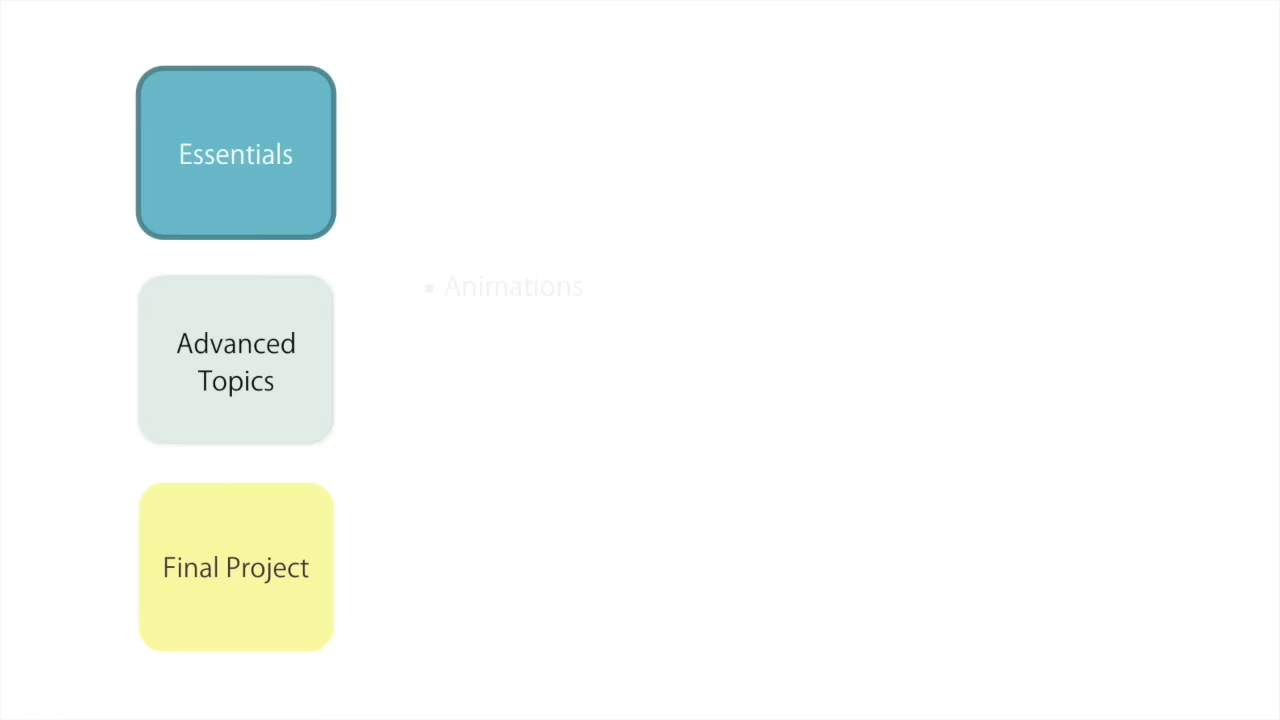 Essentials
▪ Animations
Advanced
Topics
Final Project